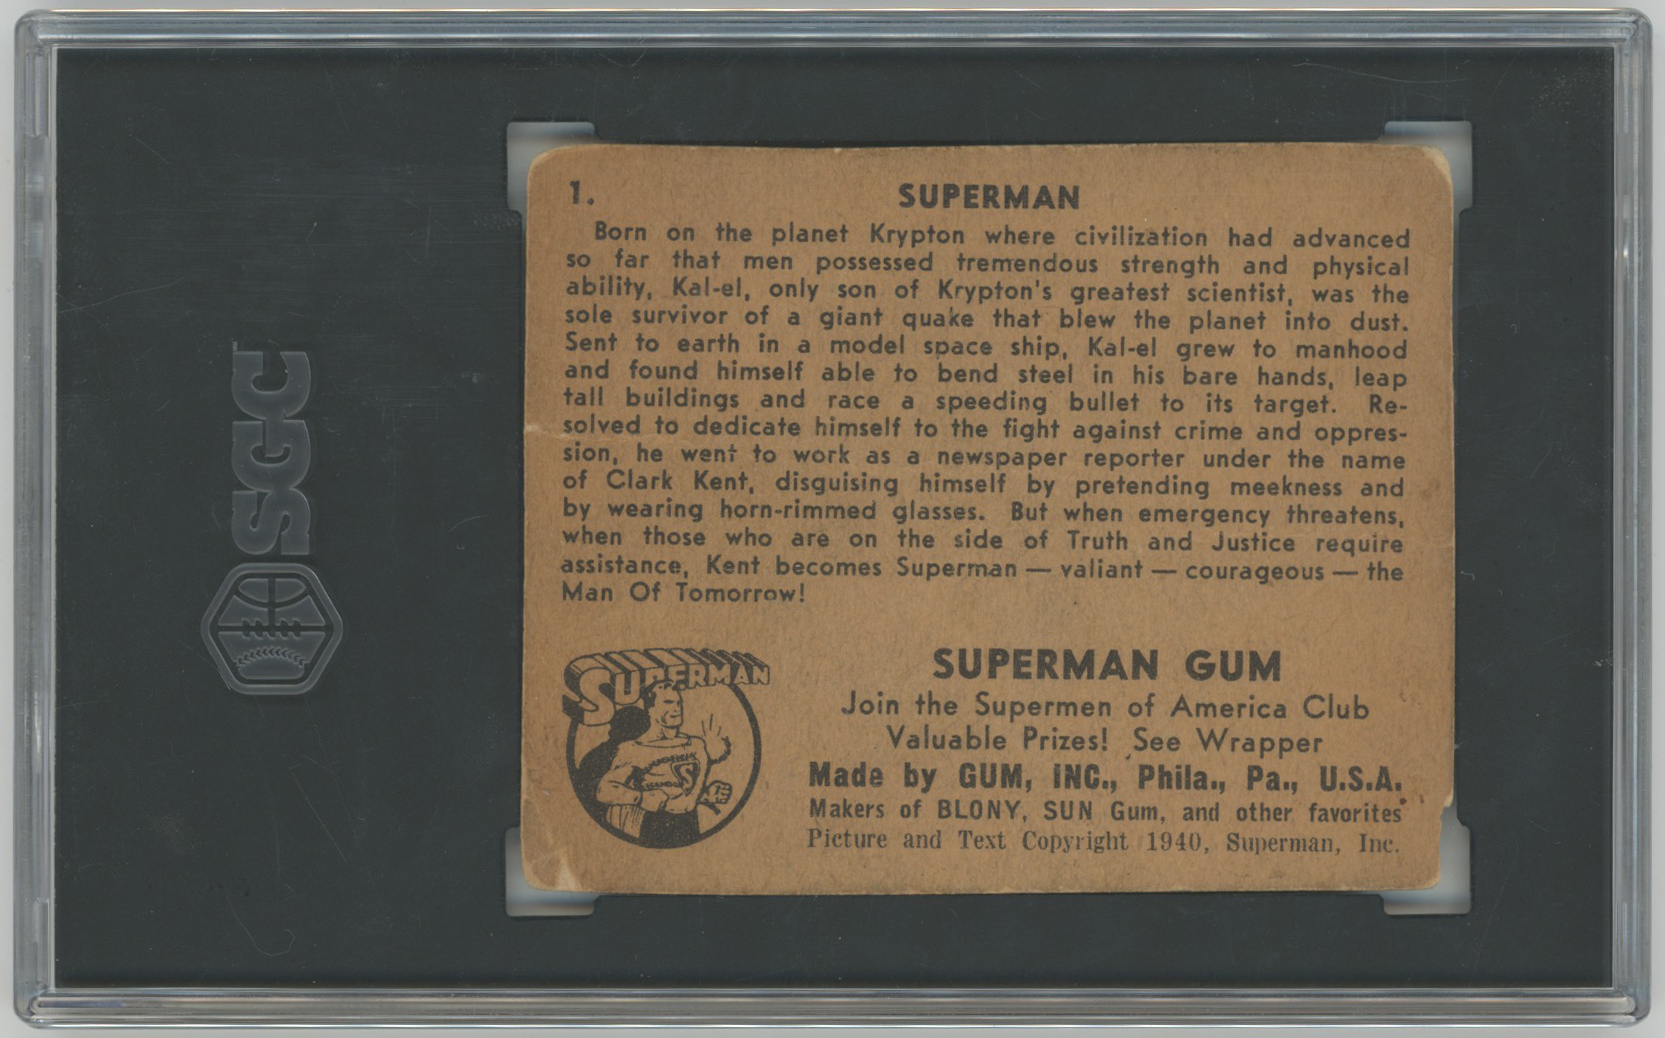 SGC
1. SUPERMAN
Born on the planet Krypton where civilization had advanced
so far that men possessed tremendous strength and physical
ability, Kal-el, only son of Krypton's greatest scientist, was the
sole survivor of a giant quake that blew the planet into dust.
Sent to earth in a model space ship, Kal-el grew to manhood
and found himself able to bend steel in his bare hands, leap
tall buildings and race a speeding bullet to its target. Re-
solved to dedicate himself to the fight against crime and oppres-
sion, he went to work as a newspaper reporter under the name
of Clark Kent, disguising himself by pretending meekness and
by wearing horn-rimmed glasses. But when emergency threatens,
when those who are on the side of Truth and Justice require
assistance, Kent becomes Superman — valiant — courageous — the
Man Of Tomorrow!
SUPERMAN
S
SUPERMAN GUM
Join the Supermen of America Club
Valuable Prizes! See Wrapper
Made by GUM, INC., Phila., Pa., U.S.A.
Makers of BLONY, SUN Gum, and other favorites
Picture and Text Copyright 1940, Superman, Inc.